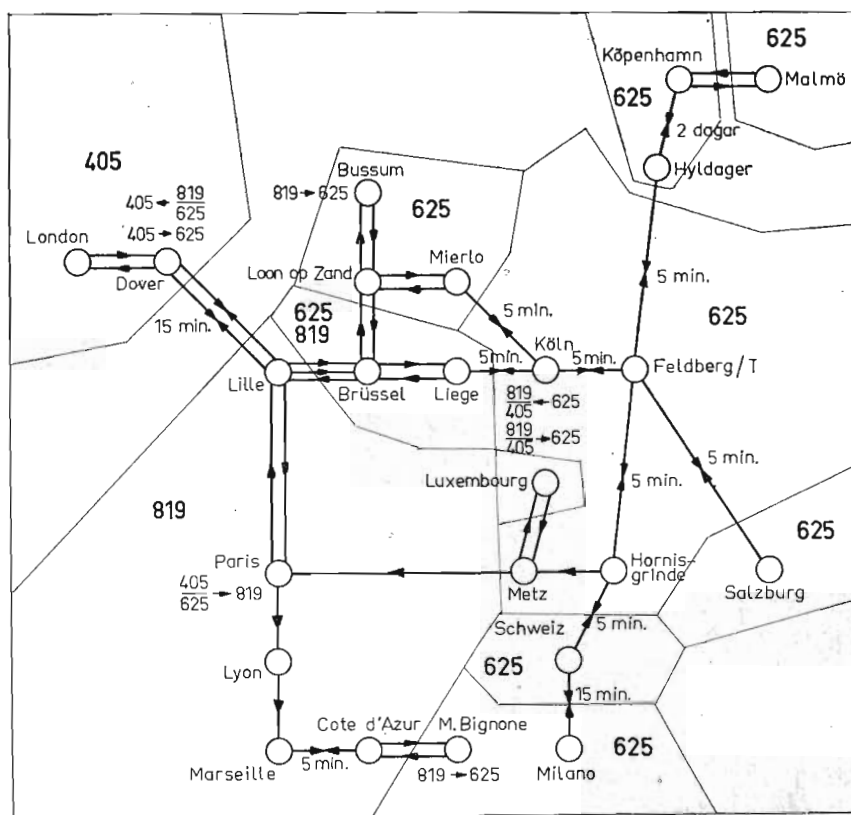 625
Köpenhamn
Malmö
625
2 dagar
Hyldager
405
Bussum
819→625
625
405 ← 819/625
405 → 625
London
Dover
Loon op Zand
Mierlo
5 min.
15 min.
625
819
5 min.
625
Köln
5min.
5min.
Feldberg/T
Lille
Brüssel
Liege
819/405 ← 625
819/405 → 625
5 min.
Luxembourg
5 min.
819
625
Paris
Metz
Hornis-
grinde
Salzburg
405/625 → 819
Schweiz
5 min.
625
Lyon
15 min.
Cote d'Azur
M. Bignone
625
Marseille
5 min.
819→625
Milano